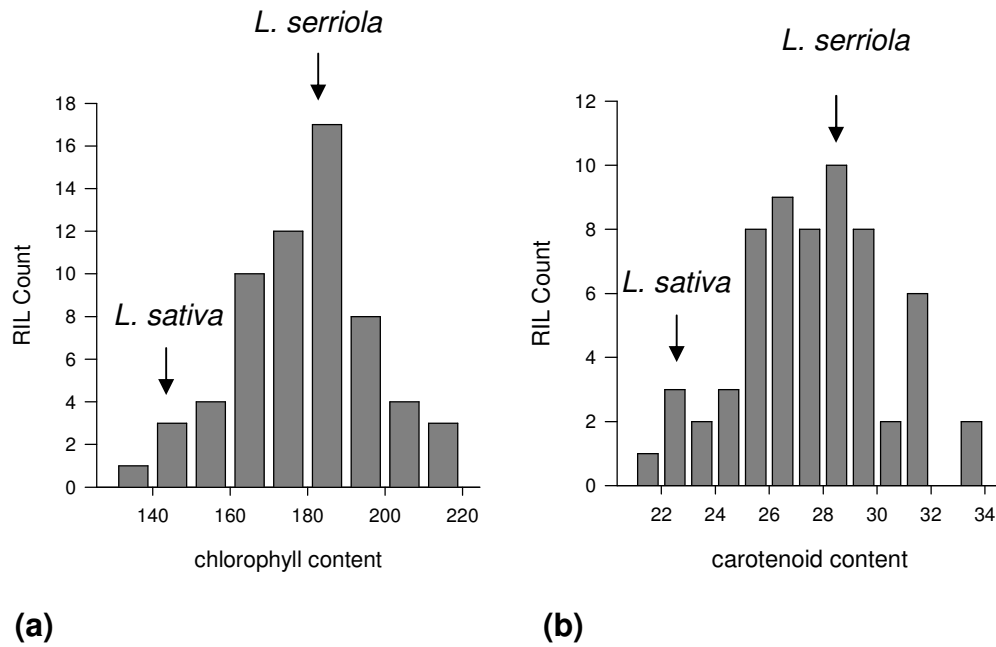 L. serriola
18
16
14
12
10
8
6
4
2
0
RIL Count
L. sativa
140 160 180 200 220
chlorophyll content
(a)
L. serriola
12
10
8
6
4
2
0
RIL Count
L. sativa
22 24 26 28 30 32 34
carotenoid content
(b)